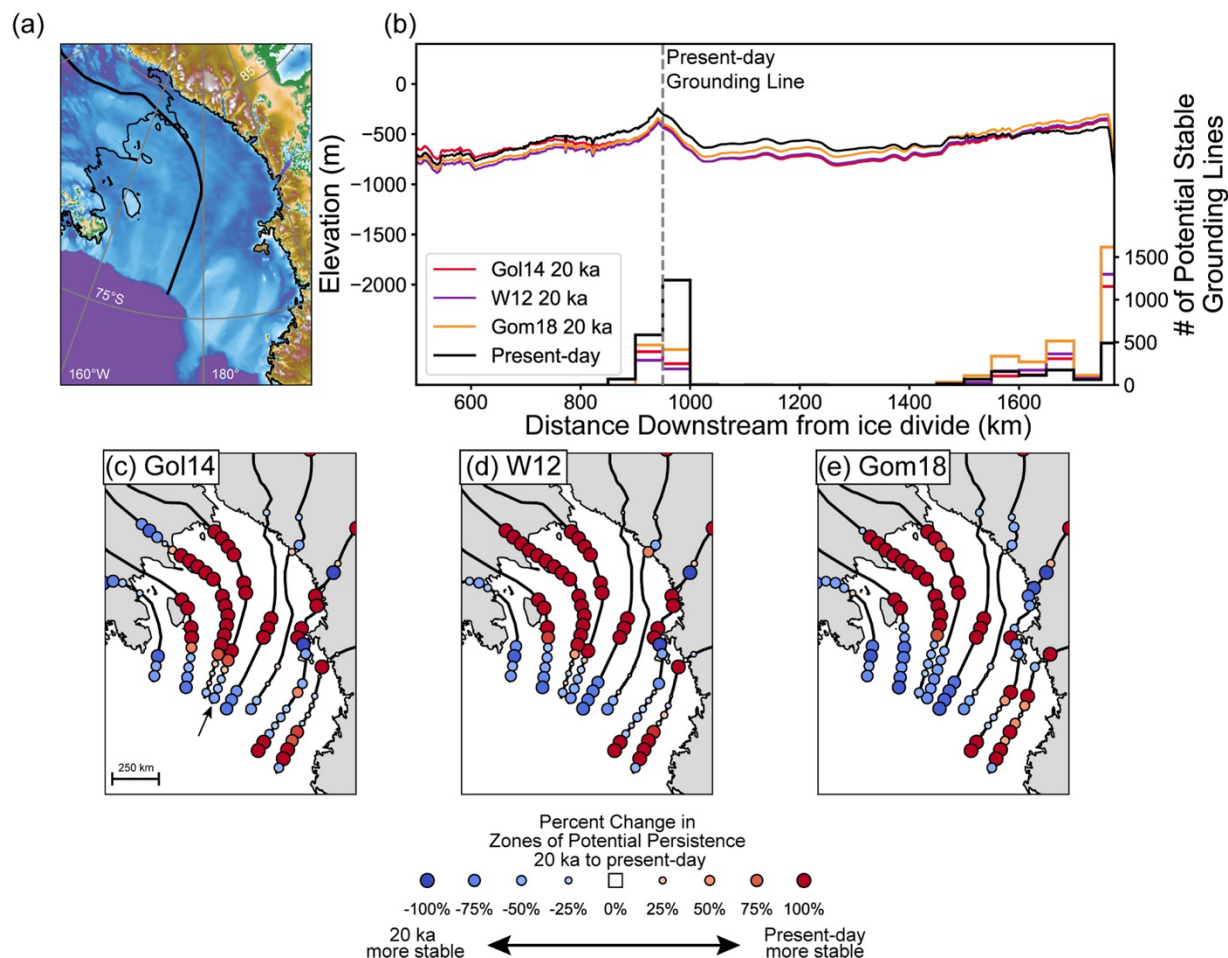 (a)
85°S
75°S
160°W
180°
(b)
Present-day
Grounding Line
Elevation (m)
0
−500
−1000
−1500
−2000
Gol14 20 ka
W12 20 ka
Gom18 20 ka
Present-day
1500
1000
500
0
# of Potential Stable
Grounding Lines
600
800
1000
1200
1400
1600
Distance Downstream from ice divide (km)
(c) Gol14
250 km
(d) W12
(e) Gom18
Percent Change in
Zones of Potential Persistence
20 ka to present-day
-100% -75% -50% -25% 0% 25% 50% 75% 100%
20 ka
more stable
Present-day
more stable